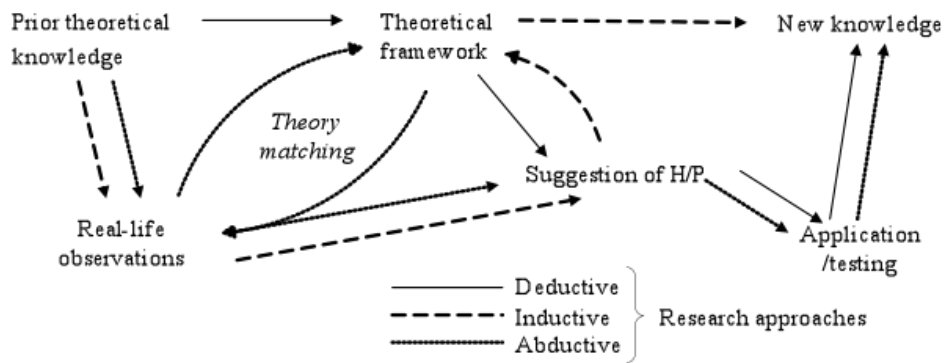 Prior theoretical
knowledge
Theoretical
framework
New knowledge
Theory
matching
Suggestion of H/P
Real-life
observations
Application
/testing
Deductive
Inductive
Abductive
Research approaches